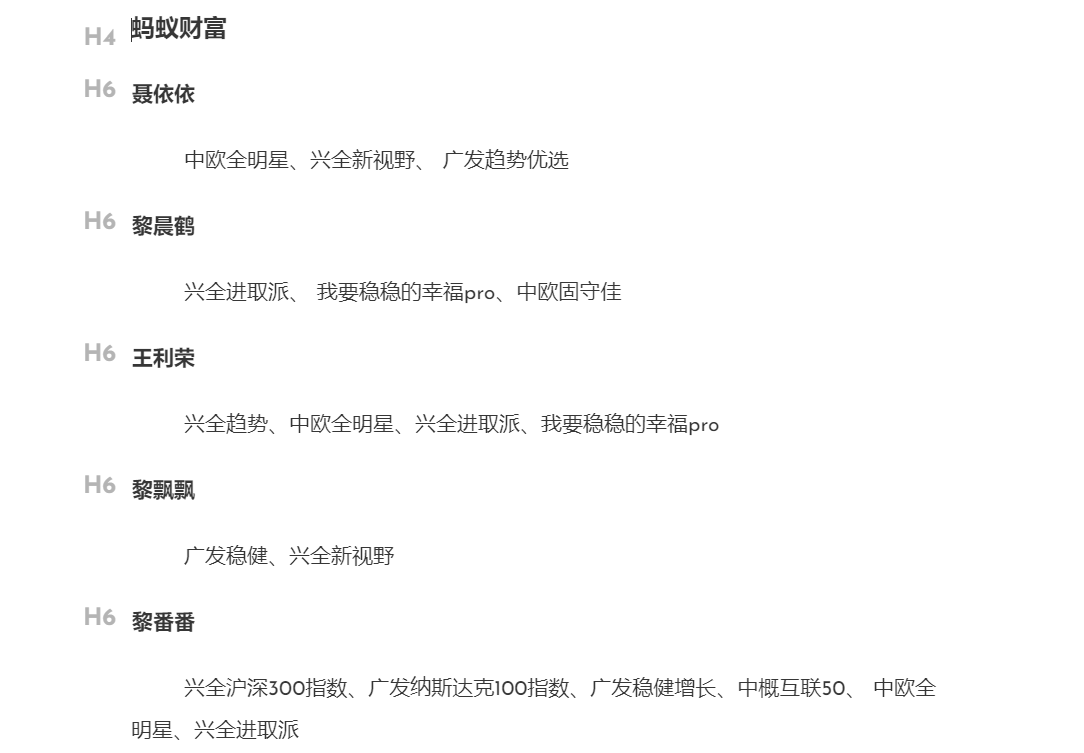 H4 蚂蚁财富
H6 聂依依
中欧全明星、兴全新视野、 广发趋势优选
H6 黎晨鹤
兴全进取派、 我要稳稳的幸福pro、中欧固守佳
H6 王利荣
兴全趋势、中欧全明星、兴全进取派、我要稳稳的幸福pro
H6 黎飘飘
广发稳健、兴全新视野
H6 黎番番
兴全沪深300指数、广发纳斯达克100指数、广发稳健增长、中概互联50、 中欧全
明星、兴全进取派